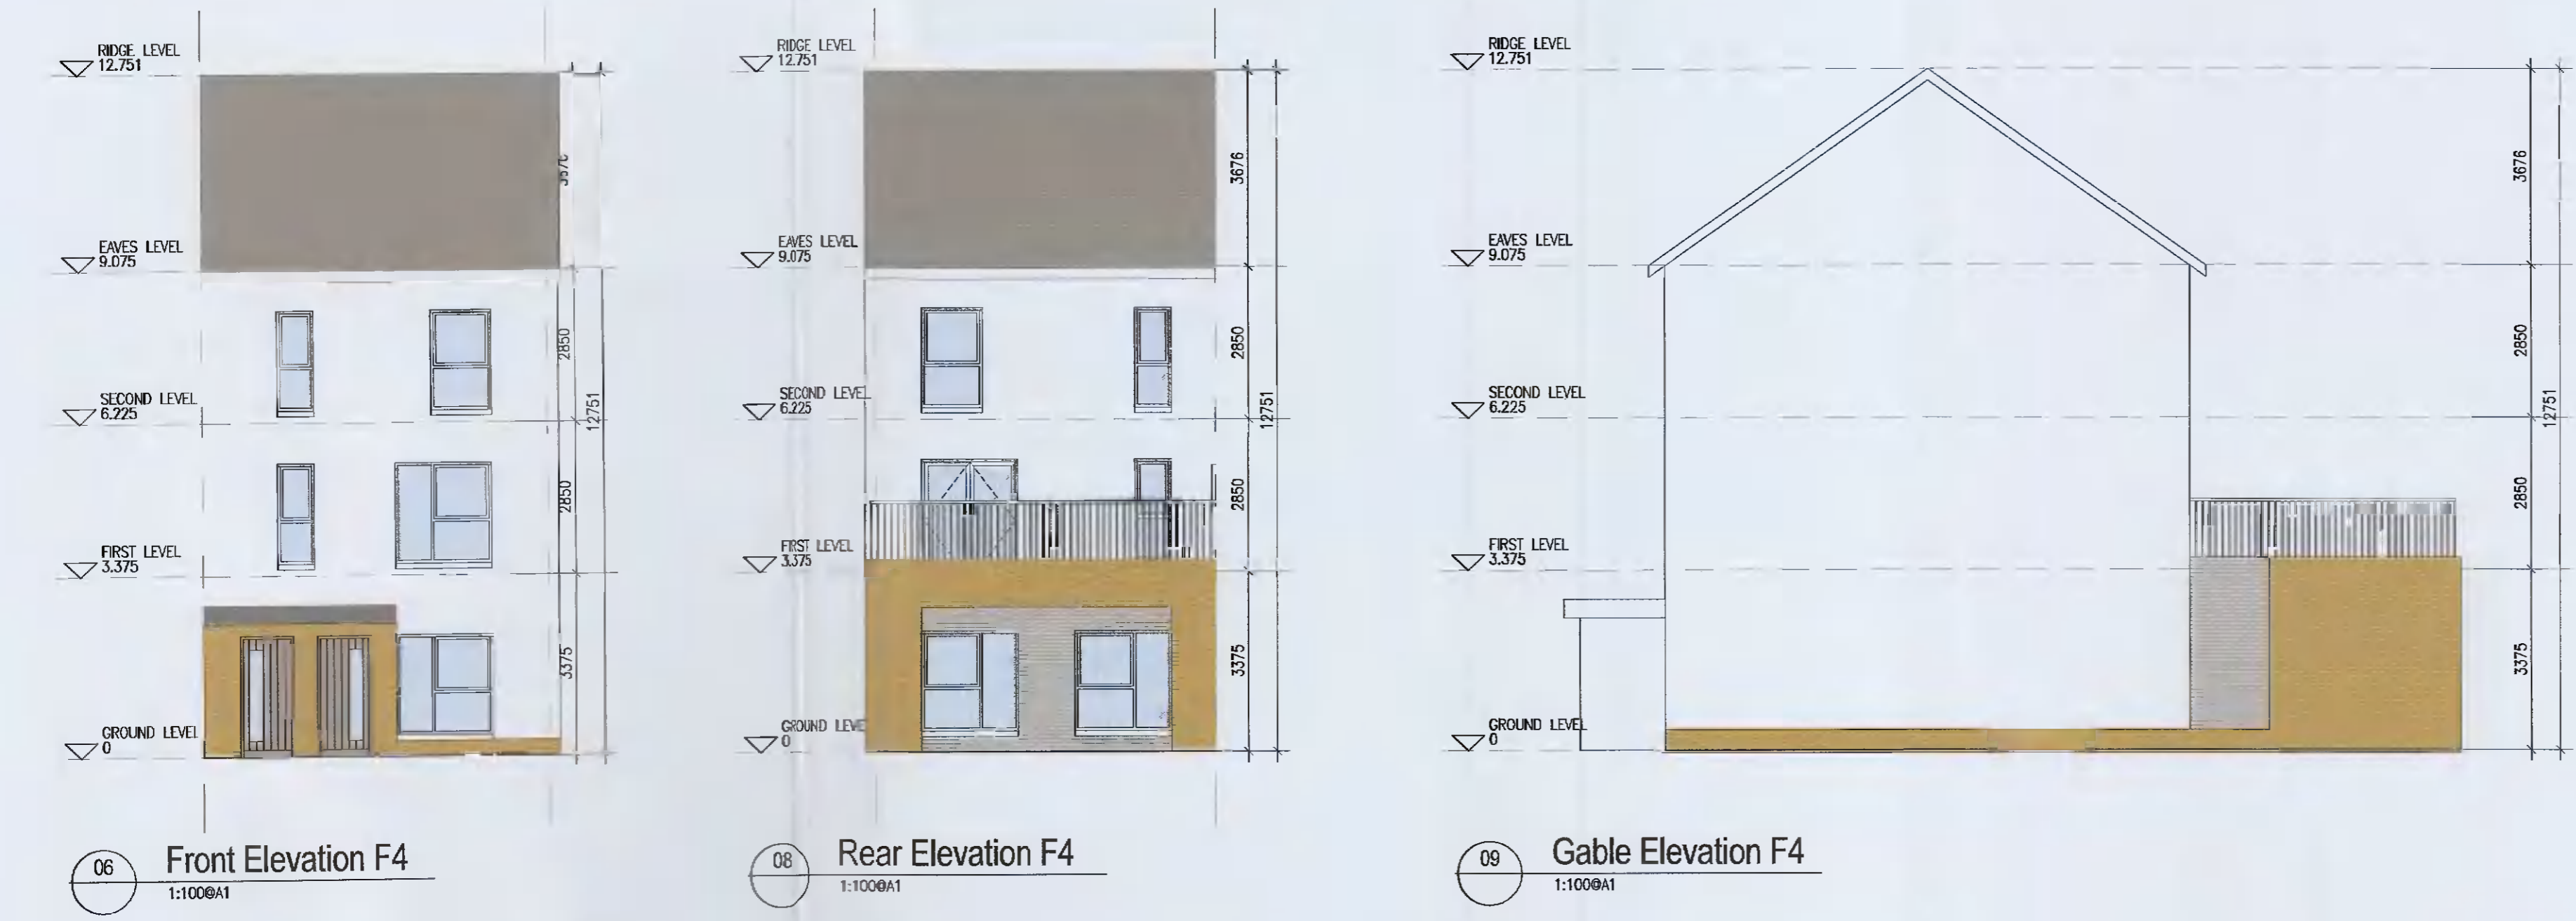 RIDGE LEVEL
12.751
EAVES LEVEL
9.075
SECOND LEVEL
6.225
FIRST LEVEL
3.375
GROUND LEVEL
0
2850
2850
3375
12751
06
Front Elevation F4
1:100@A1
RIDGE LEVEL
12.751
EAVES LEVEL
9.075
SECOND LEVEL
6.225
FIRST LEVEL
3.375
GROUND LEVE
0
3676
2850
2850
3375
12751
08
Rear Elevation F4
1:100@A1
RIDGE LEVEL
12.751
EAVES LEVEL
9.075
SECOND LEVEL
6.225
FIRST LEVEL
3.375
GROUND LEVEL
0
3676
2850
2850
3375
12751
09
Gable Elevation F4
1:100@A1